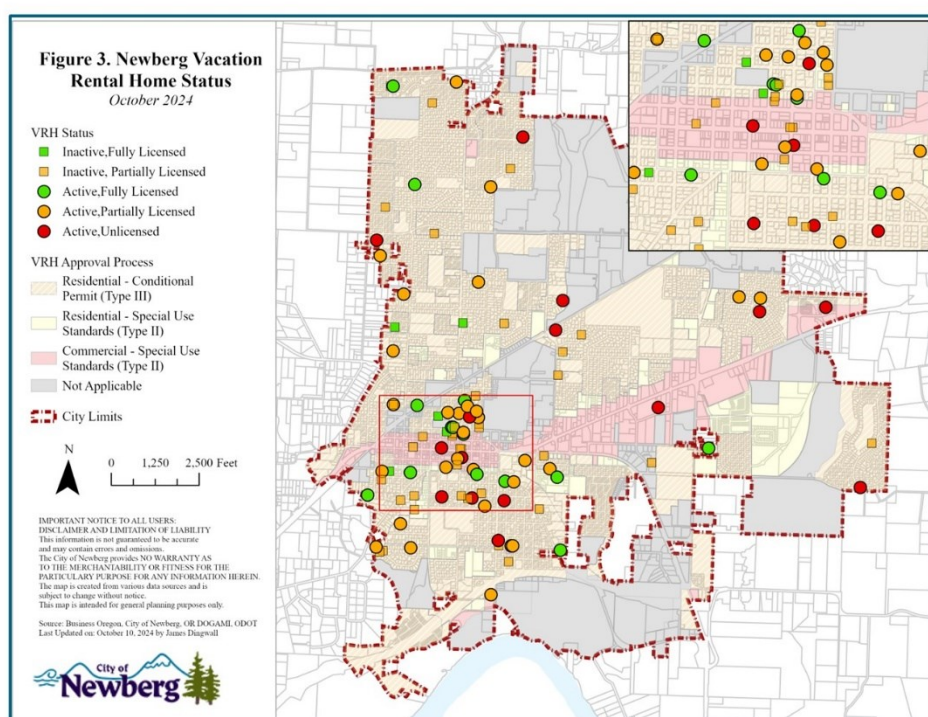 Figure 3. Newberg Vacation
Rental Home Status
October 2024
VRH Status
Inactive,Fully Licensed
Inactive, Partially Licensed
Active,Fully Licensed
Active,Partially Licensed
Active,Unlicensed
VRH Approval Process
Residential - Conditional
Permit (Type III)
Residential - Special Use
Standards (Type II)
Commercial - Special Use
Standards (Type II)
Not Applicable
City Limits
N
0 1,250 2,500 Feet
IMPORTANT NOTICE TO ALL USERS:
DISCLAIMER AND LIMITATION OF LIABILITY
This information is not guaranteed to be accurate
and may contain errors and omissions.
The City of Newberg provides NO WARRANTY AS
TO THE MERCHANTABILITY OR FITNESS FOR THE
PARTICULARY PURPOSE FOR ANY INFORMATION HEREIN.
The map is created from various data sources and is
subject to change without notice.
This map is intended for general planning purposes only.
Source: Business Oregon, City of Newberg, OR DOGAMI, ODOT
Last Updated on: October 10, 2024 by James Dingwall
City of
Newberg